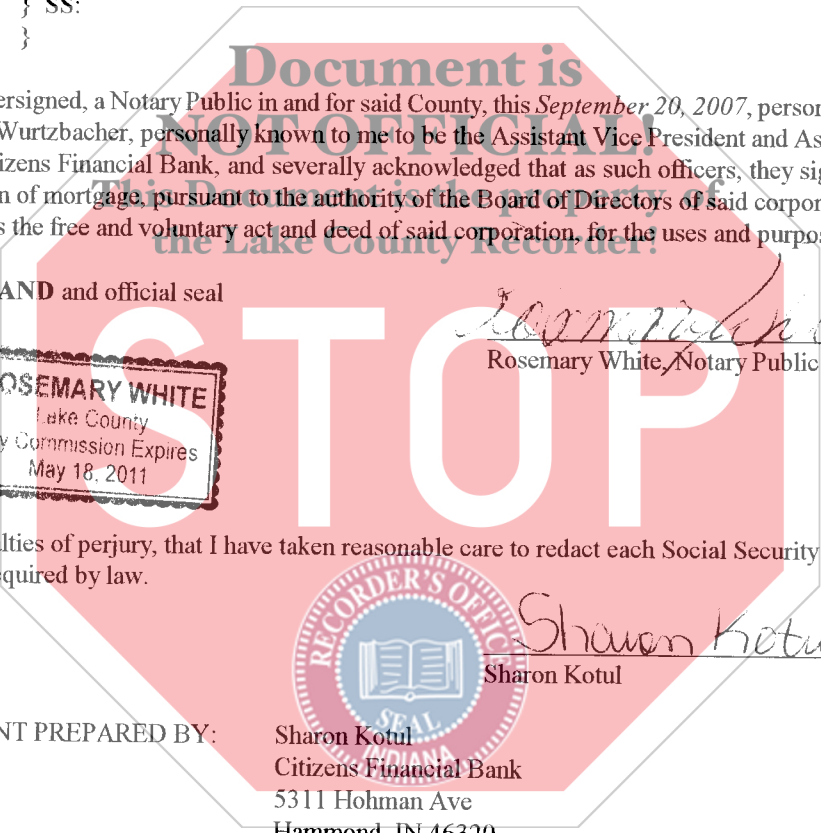 } SS:
}
Document is
NOT OFFICIAL!
This Document is the property of
the Lake County Recorder!
ersigned, a Notary Public in and for said County, this September 20, 2007, person
Wurtzbacher, personally known to me to be the Assistant Vice President and As
izens Financial Bank, and severally acknowledged that as such officers, they sig
n of mortgage, pursuant to the authority of the Board of Directors of said corpor
s the free and voluntary act and deed of said corporation, for the uses and purpo
AND and official seal
Rosemary White, Notary Public
OSEMARY WHITE
Lake County
y Commission Expires
May 18, 2011
STOP
lties of perjury, that I have taken reasonable care to redact each Social Security
quired by law.
Sharon Kotu
Sharon Kotul
RECORDER'S OFFICE
SEAL
INDIANA
NT PREPARED BY:
Sharon Kotul
Citizens Financial Bank
5311 Hohman Ave
Hammond, IN 46320